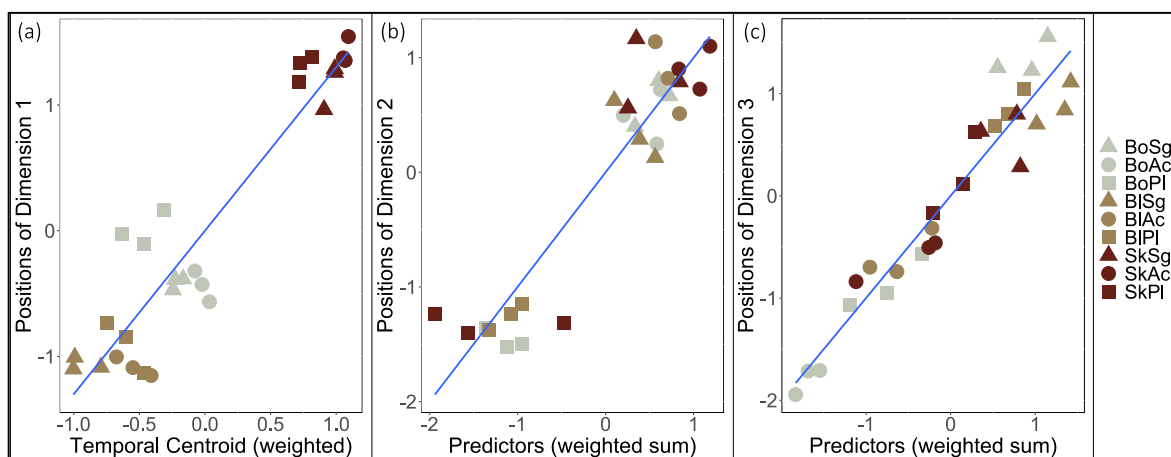 (a)
Positions of Dimension 1
1
0
-1
-1.0
-0.5
0.0
0.5
1.0
Temporal Centroid (weighted)
(b)
Positions of Dimension 2
1
0
-1
-2
-2
-1
0
1
Predictors (weighted sum)
(c)
Positions of Dimension 3
1
0
-1
-2
-1
0
1
Predictors (weighted sum)
BoSg
BoAc
BoPl
BlSg
BlAc
BlPl
SkSg
SkAc
SkPl